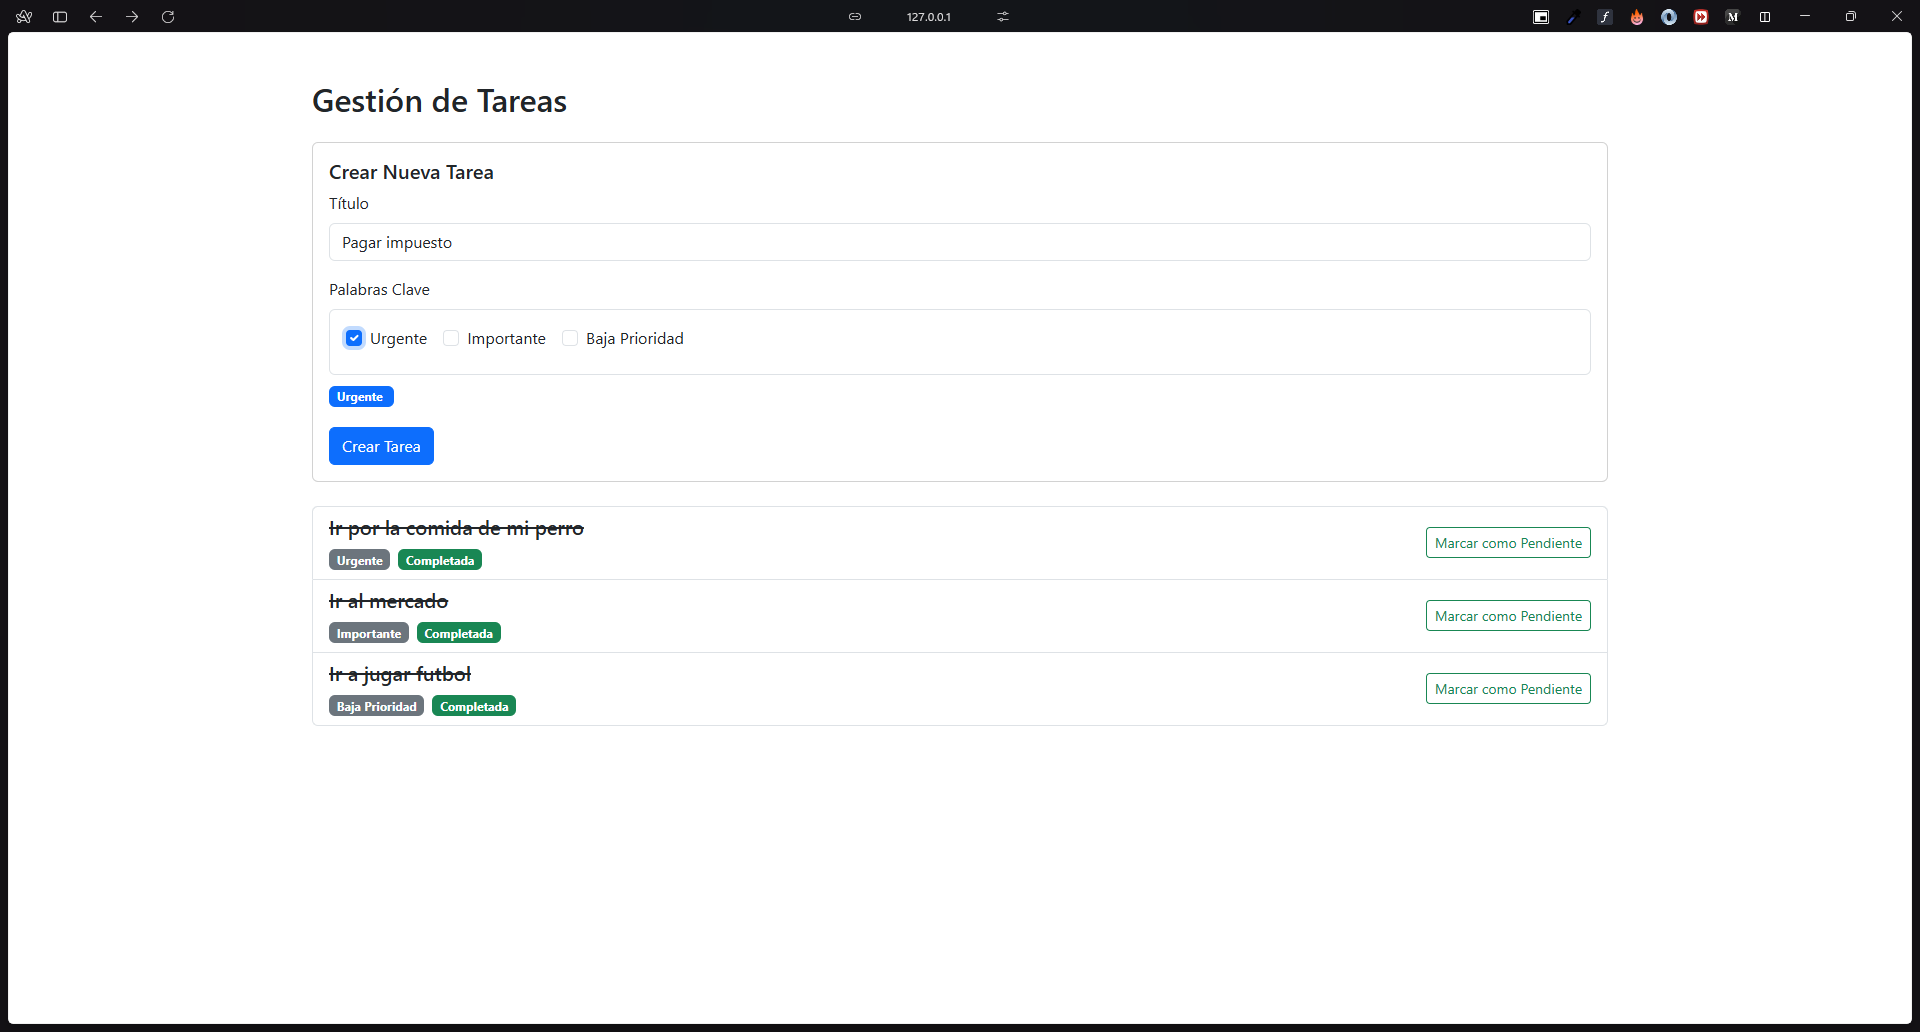 127.0.0.1
Gestión de Tareas
Crear Nueva Tarea
Título
Pagar impuesto
Palabras Clave
Urgente Importante Baja Prioridad
Urgente
Crear Tarea
Ir por la comida de mi perro
Urgente Completada
Marcar como Pendiente
Ir al mercado
Importante Completada
Marcar como Pendiente
Ir a jugar futbol
Baja Prioridad Completada
Marcar como Pendiente